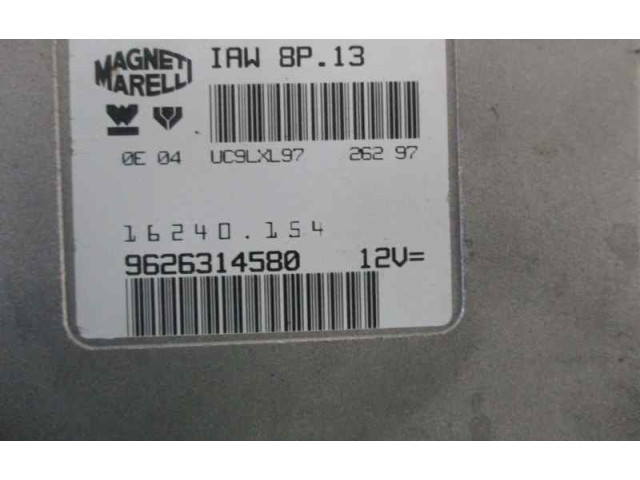 MAGNETI MARELLI
IAW 8P.13
0E 04 UC9LXL97 262 97
16240.154
9626314580 12V=